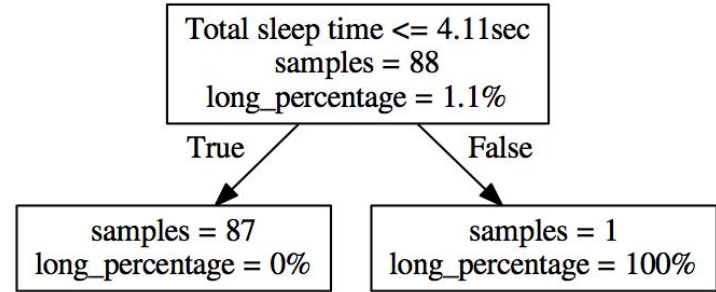 Total sleep time <= 4.11sec
samples = 88
long_percentage = 1.1%
True
False
samples = 87
long_percentage = 0%
samples = 1
long_percentage = 100%